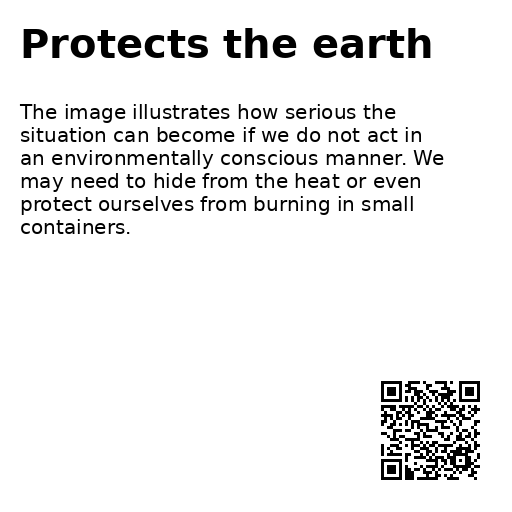 Protects the earth
The image illustrates how serious the
situation can become if we do not act in
an environmentally conscious manner. We
may need to hide from the heat or even
protect ourselves from burning in small
containers.